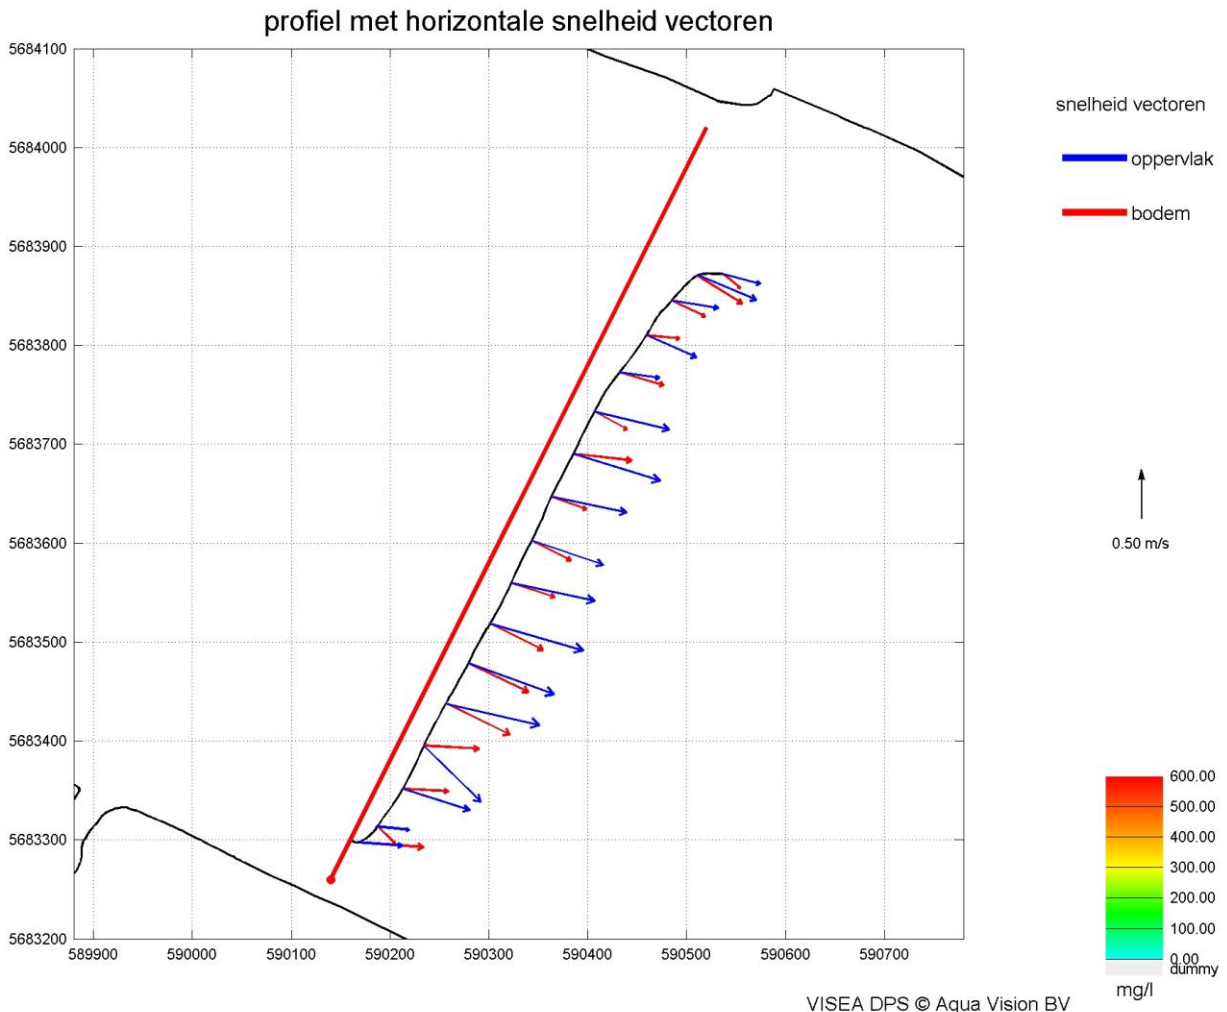 profiel met horizontale snelheid vectoren
5684100
5684000
5683900
5683800
5683700
5683600
5683500
5683400
5683300
5683200
589900 590000 590100 590200 590300 590400 590500 590600 590700
snelheid vectoren
oppervlak
bodem
0.50 m/s
600.00
500.00
400.00
300.00
200.00
100.00
0.00
dummy
mg/l
VISEA DPS © Aqua Vision BV